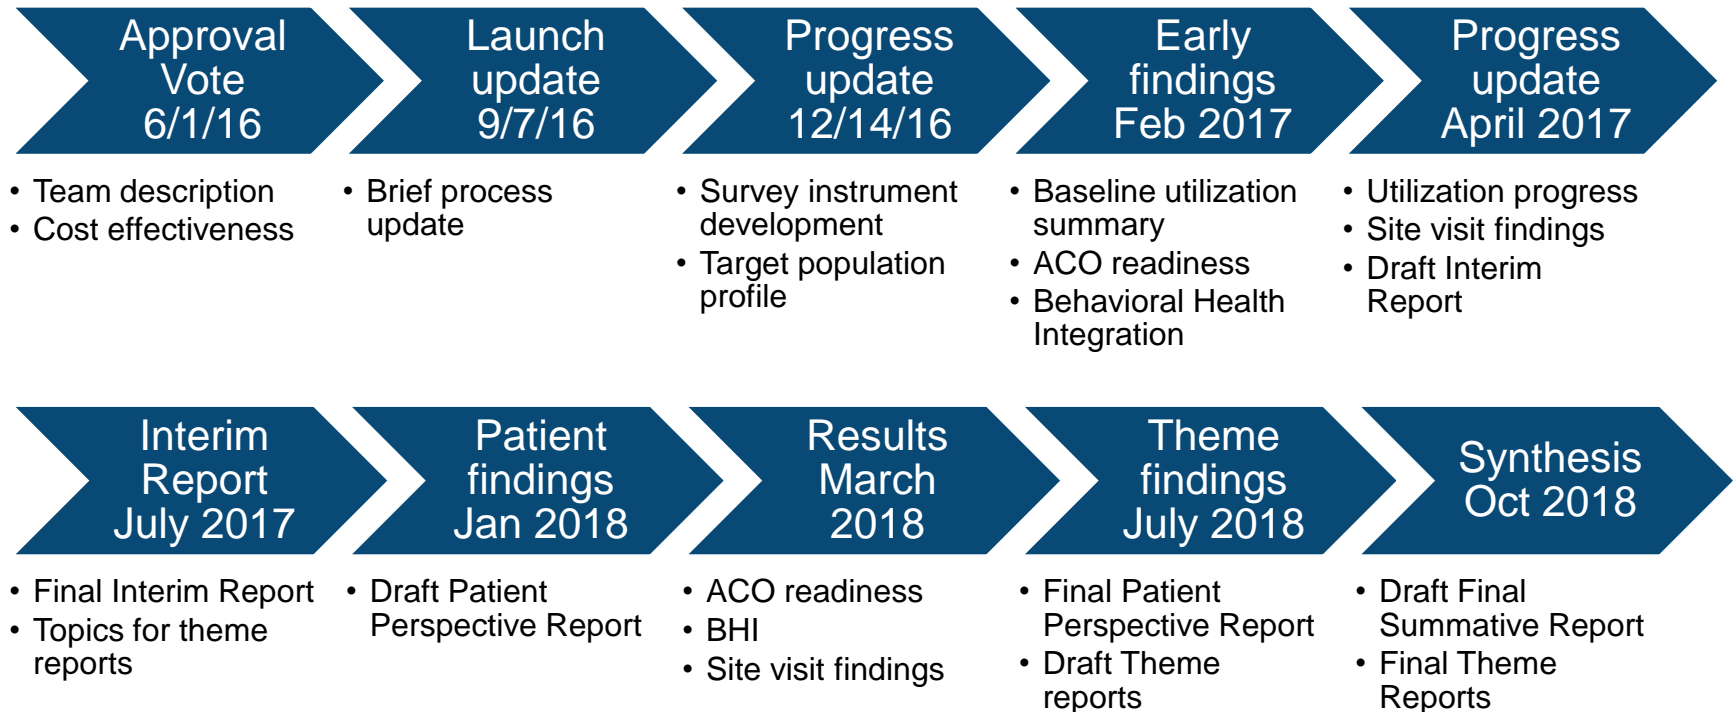 Approval
Vote
6/1/16
Launch
update
9/7/16
Progress
update
12/14/16
Early
findings
Feb 2017
Progress
update
April 2017
• Team description
• Cost effectiveness
• Brief process
update
• Survey instrument
development
• Target population
profile
• Baseline utilization
summary
• ACO readiness
• Behavioral Health
Integration
• Utilization progress
• Site visit findings
• Draft Interim
Report
Interim
Report
July 2017
Patient
findings
Jan 2018
Results
March
2018
Theme
findings
July 2018
Synthesis
Oct 2018
• Final Interim Report
• Topics for theme
reports
• Draft Patient
Perspective Report
• ACO readiness
• BHI
• Site visit findings
• Final Patient
Perspective Report
• Draft Theme
reports
• Draft Final
Summative Report
• Final Theme
Reports